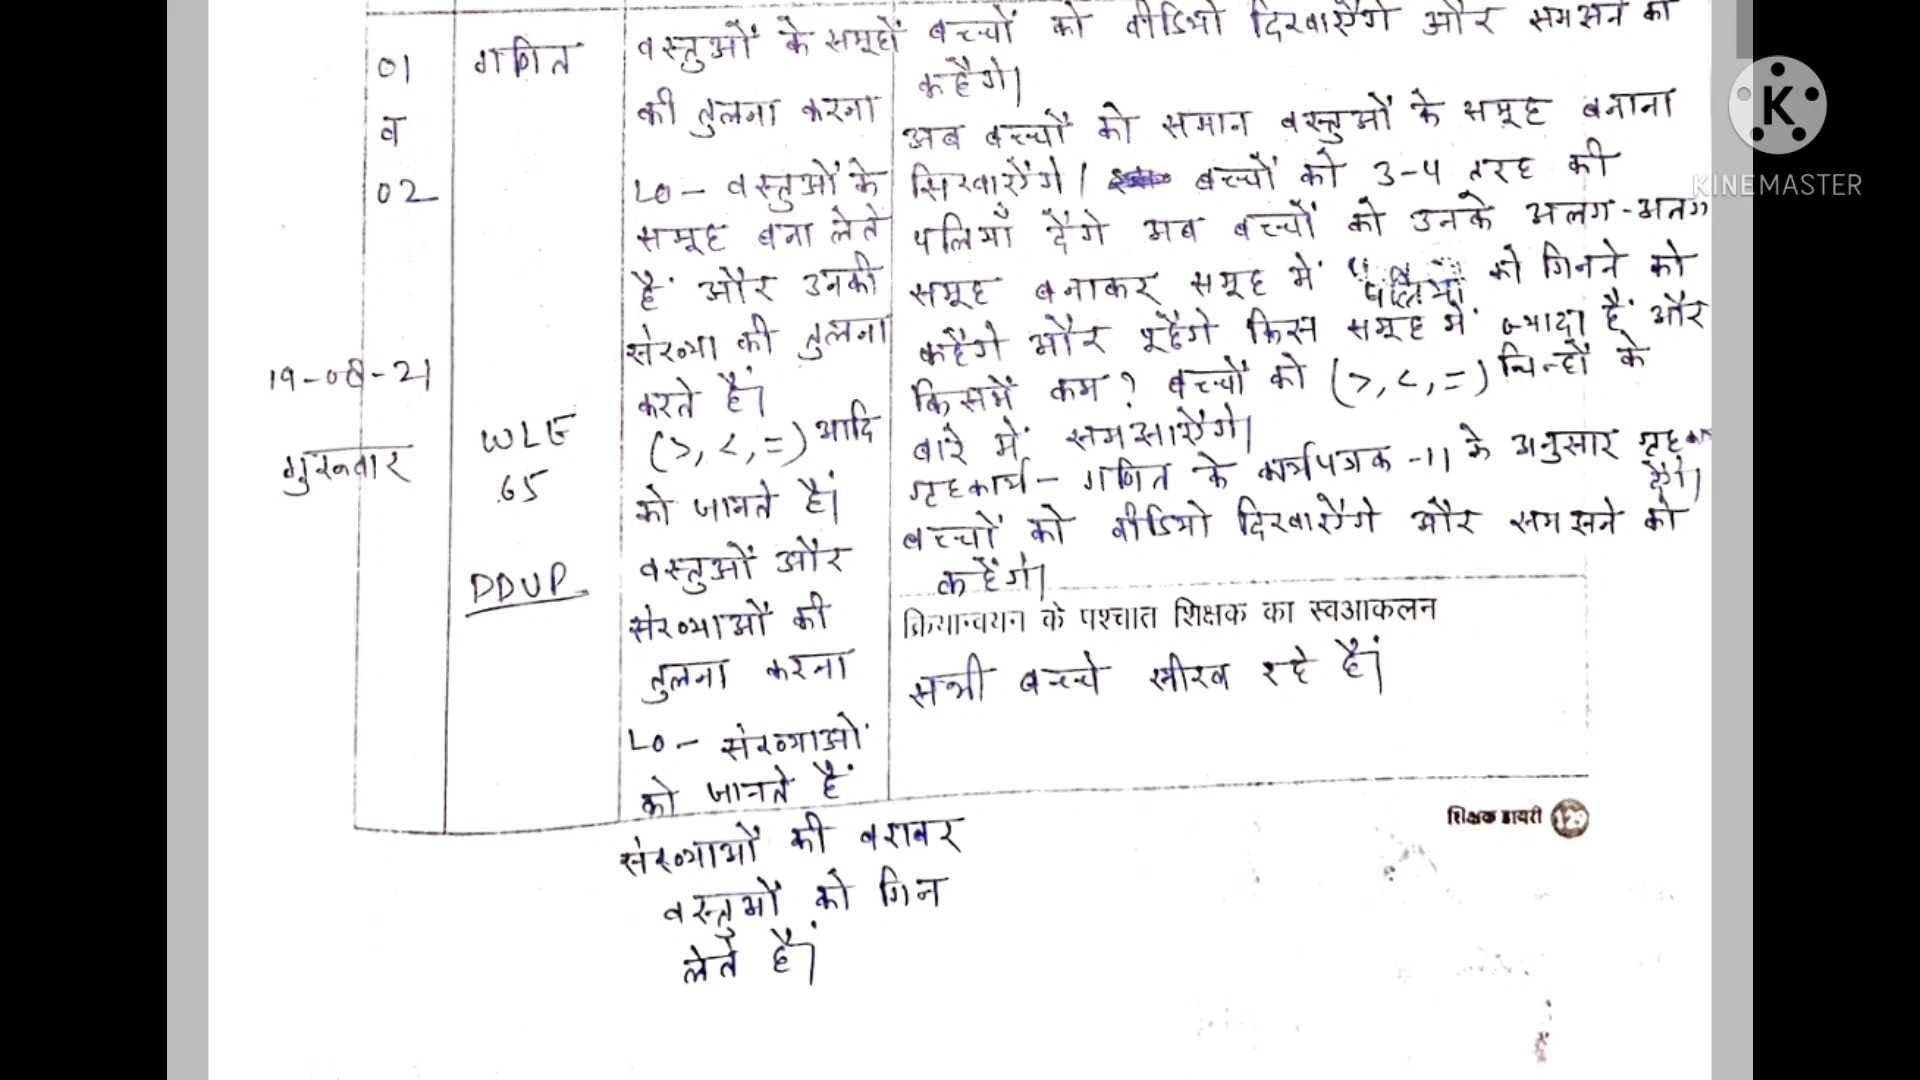 01
व
02
19-08-21
गुरुवार
गणित
WLE
65
DDUP
वस्तुओं के समूहों
की तुलना करना
LO - वस्तुओं के
समूह बना लेते
हैं और उनकी
संख्या की तुलना
करते हैं।
(>, <, =) आदि
को जानते हैं।
वस्तुओं और
संख्याओं की
तुलना करना
LO - संख्याओं
को जानते हैं
संख्याओं की बराबर
वस्तुओं को गिन
लेते हैं।
बच्चों को वीडियो दिखाएंगे और समझने को
कहेंगे।
अब बच्चों को समान वस्तुओं के समूह बनाना
सिखाएंगे। बच्चों को 3-4 तरह की
पत्तियाँ देंगे अब बच्चों को उनके अलग-अलग
समूह बनाकर समूह में पत्तियों को गिनने को
कहेंगे और पूछेंगे किस समूह में ज्यादा हैं और
किसमें कम? बच्चों को (>, <, =) चिन्हों के
बारे में समझाएंगे।
गृहकार्य - गणित के कार्यपत्रक -11 के अनुसार गृहकार्य
देंगे।
बच्चों को वीडियो दिखाएंगे और समझने को
कहेंगे।
क्रियान्वयन के पश्चात शिक्षक का स्वआकलन
सभी बच्चे सीख रहे हैं।
शिक्षक डायरी
K
KINEMASTER